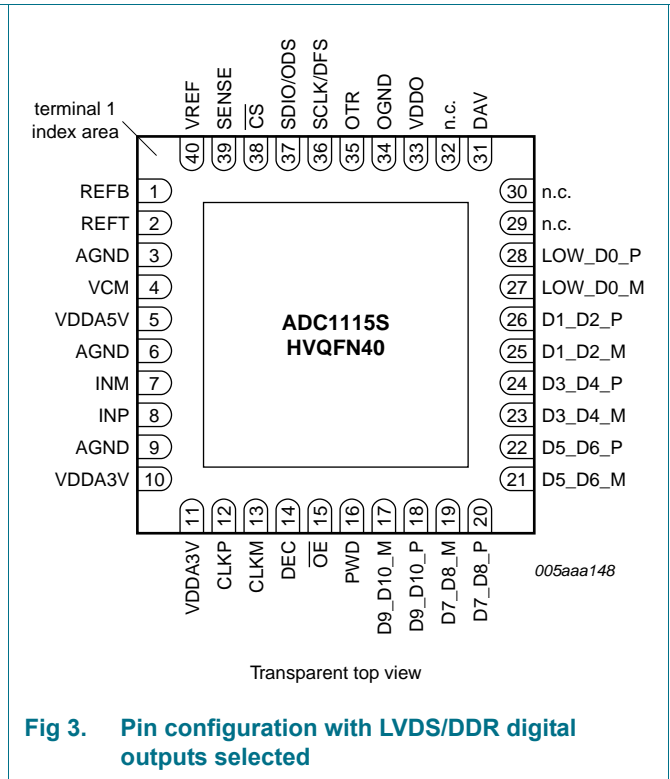 terminal 1
index area
40 VREF
39 SENSE
38 CS
37 SDIO/ODS
36 SCLK/DFS
35 OTR
34 OGND
33 VDDO
32 n.c.
31 DAV
REFB 1
REFT 2
AGND 3
VCM 4
VDDA5V 5
AGND 6
INM 7
INP 8
AGND 9
VDDA3V 10
ADC1115S
HVQFN40
30 n.c.
29 n.c.
28 LOW_D0_P
27 LOW_D0_M
26 D1_D2_P
25 D1_D2_M
24 D3_D4_P
23 D3_D4_M
22 D5_D6_P
21 D5_D6_M
VDDA3V 11
CLKP 12
CLKM 13
DEC 14
OE 15
PWD 16
D9_D10_M 17
D9_D10_P 18
D7_D8_M 19
D7_D8_P 20
005aaa148
Transparent top view
Fig 3. Pin configuration with LVDS/DDR digital
outputs selected